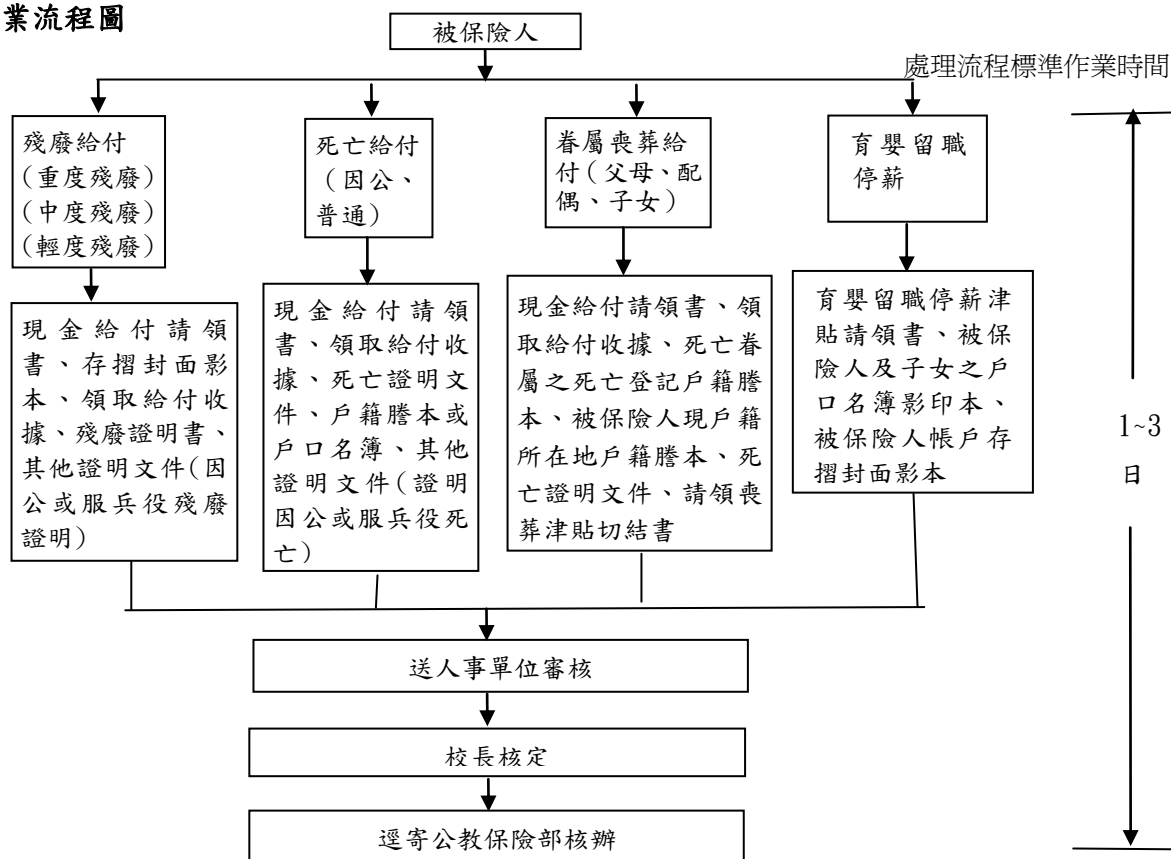 業流程圖
被保險人
處理流程標準作業時間
殘廢給付
(重度殘廢)
(中度殘廢)
(輕度殘廢)
死亡給付
(因公、
普通)
眷屬喪葬給
付(父母、配
偶、子女)
育嬰留職
停薪
現金給付請領
書、存摺封面影
本、領取給付收
據、殘廢證明書、
其他證明文件(因
公或服兵役殘廢
證明)
現金給付請領
書、領取給付收
據、死亡證明文
件、戶籍謄本或
戶口名簿、其他
證明文件(證明
因公或服兵役死
亡)
現金給付請領書、領
取給付收據、死亡眷
屬之死亡登記戶籍謄
本、被保險人現戶籍
所在地戶籍謄本、死
亡證明文件、請領喪
葬津貼切結書
育嬰留職停薪津
貼請領書、被保
險人及子女之戶
口名簿影印本、
被保險人帳戶存
摺封面影本
1~3
日
送人事單位審核
校長核定
逕寄公教保險部核辦